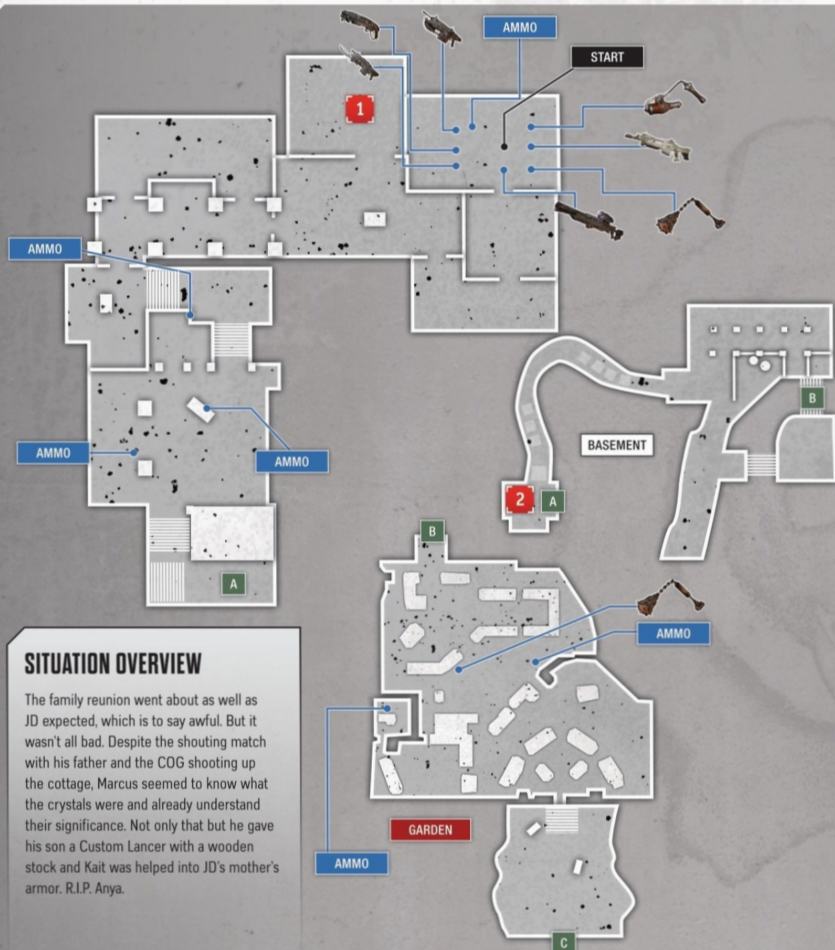 AMMO
START
1
AMMO
AMMO
AMMO
A
BASEMENT
B
2
A
B
AMMO
GARDEN
AMMO
C
SITUATION OVERVIEW
The family reunion went about as well as
JD expected, which is to say awful. But it
wasn't all bad. Despite the shouting match
with his father and the COG shooting up
the cottage, Marcus seemed to know what
the crystals were and already understand
their significance. Not only that but he gave
his son a Custom Lancer with a wooden
stock and Kait was helped into JD's mother's
armor. R.I.P. Anya.